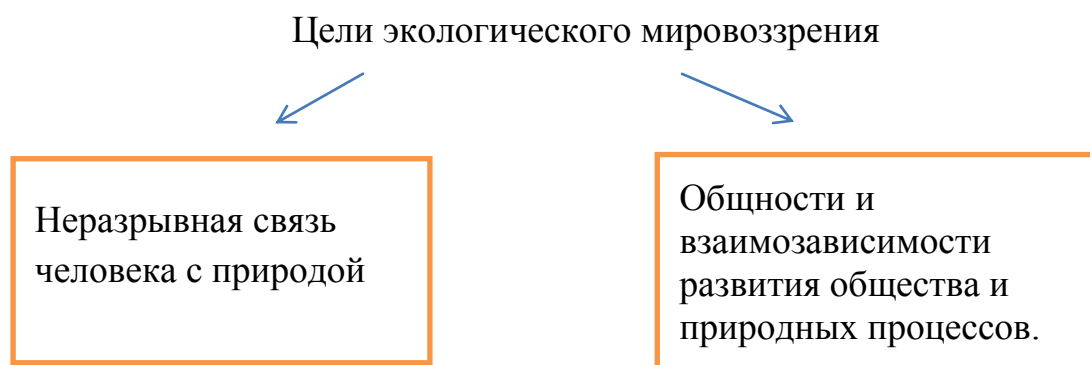 Цели экологического мировоззрения
Неразрывная связь
человека с природой
Общности и
взаимозависимости
развития общества и
природных процессов.